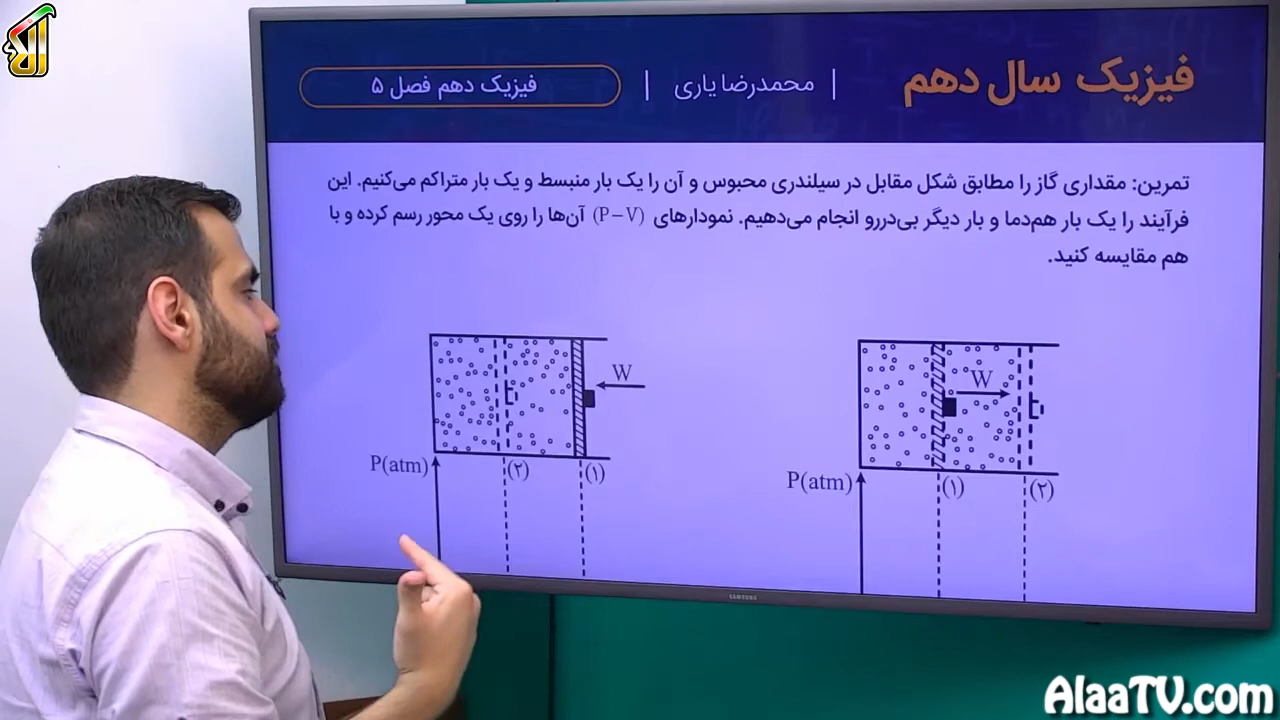 آلاء
فیزیک سال دهم | محمدرضا یاری | فیزیک دهم فصل ۵
تمرین: مقداری گاز را مطابق شکل مقابل در سیلندری محبوس و آن را یک بار منبسط و یک بار متراکم می‌کنیم. این
فرآیند را یک بار هم‌دما و بار دیگر بی‌دررو انجام می‌دهیم. نمودارهای (P–V) آن‌ها را روی یک محور رسم کرده و با
هم مقایسه کنید.
W
P(atm)
(۱)
(۲)
W
P(atm)
(۲)
(۱)
SAMSUNG
AlaaTV.com